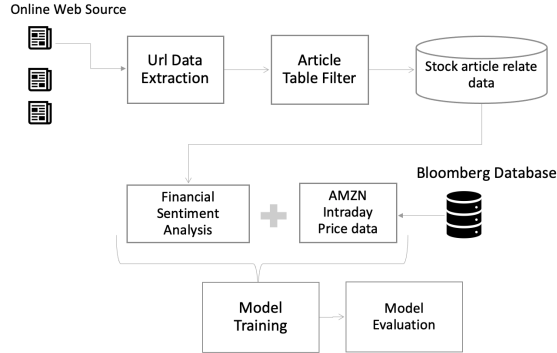 Online Web Source
Url Data
Extraction
Article
Table Filter
Stock article relate
data
Bloomberg Database
Financial
Sentiment
Analysis
AMZN
Intraday
Price data
Model
Training
Model
Evaluation